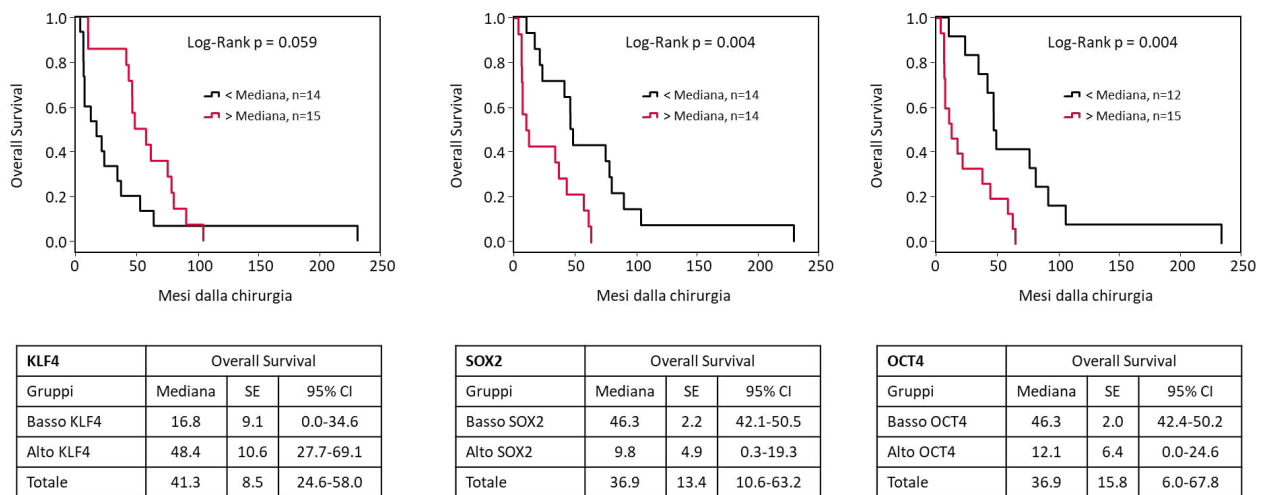 Overall Survival
1.0
0.8
0.6
0.4
0.2
0.0
Log-Rank p = 0.059
< Mediana, n=14
> Mediana, n=15
0 50 100 150 200 250
Mesi dalla chirurgia
Overall Survival
1.0
0.8
0.6
0.4
0.2
0.0
Log-Rank p = 0.004
< Mediana, n=14
> Mediana, n=14
0 50 100 150 200 250
Mesi dalla chirurgia
Overall Survival
1.0
0.8
0.6
0.4
0.2
0.0
Log-Rank p = 0.004
< Mediana, n=12
> Mediana, n=15
0 50 100 150 200 250
Mesi dalla chirurgia
KLF4 Overall Survival
Gruppi Mediana SE 95% CI
Basso KLF4 16.8 9.1 0.0-34.6
Alto KLF4 48.4 10.6 27.7-69.1
Totale 41.3 8.5 24.6-58.0
SOX2 Overall Survival
Gruppi Mediana SE 95% CI
Basso SOX2 46.3 2.2 42.1-50.5
Alto SOX2 9.8 4.9 0.3-19.3
Totale 36.9 13.4 10.6-63.2
OCT4 Overall Survival
Gruppi Mediana SE 95% CI
Basso OCT4 46.3 2.0 42.4-50.2
Alto OCT4 12.1 6.4 0.0-24.6
Totale 36.9 15.8 6.0-67.8